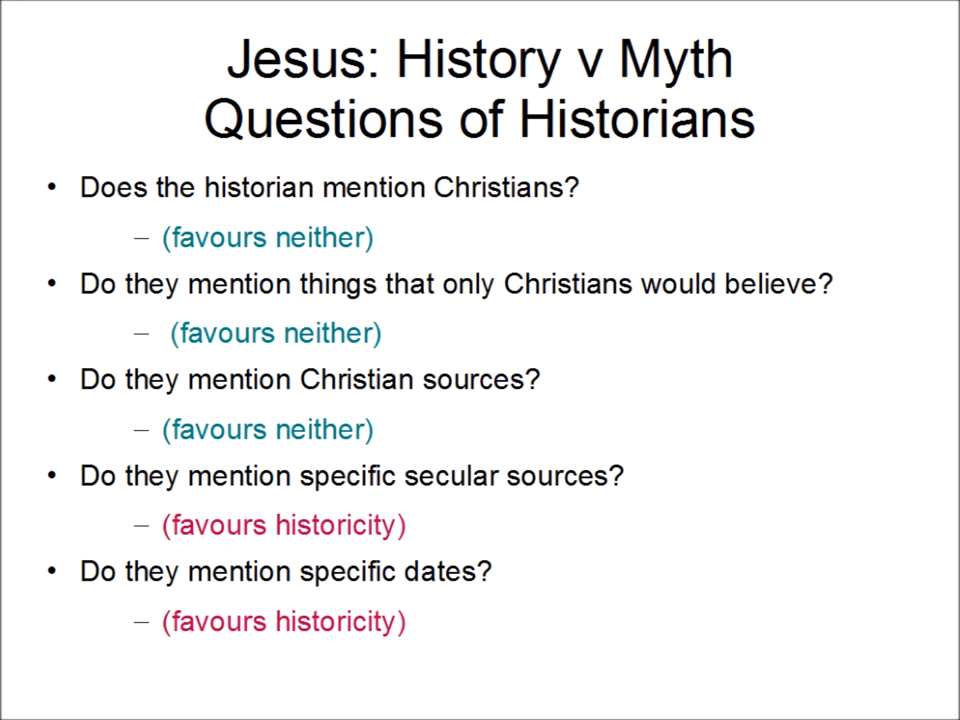 Jesus: History v Myth
Questions of Historians
• Does the historian mention Christians?
– (favours neither)
• Do they mention things that only Christians would believe?
– (favours neither)
• Do they mention Christian sources?
– (favours neither)
• Do they mention specific secular sources?
– (favours historicity)
• Do they mention specific dates?
– (favours historicity)